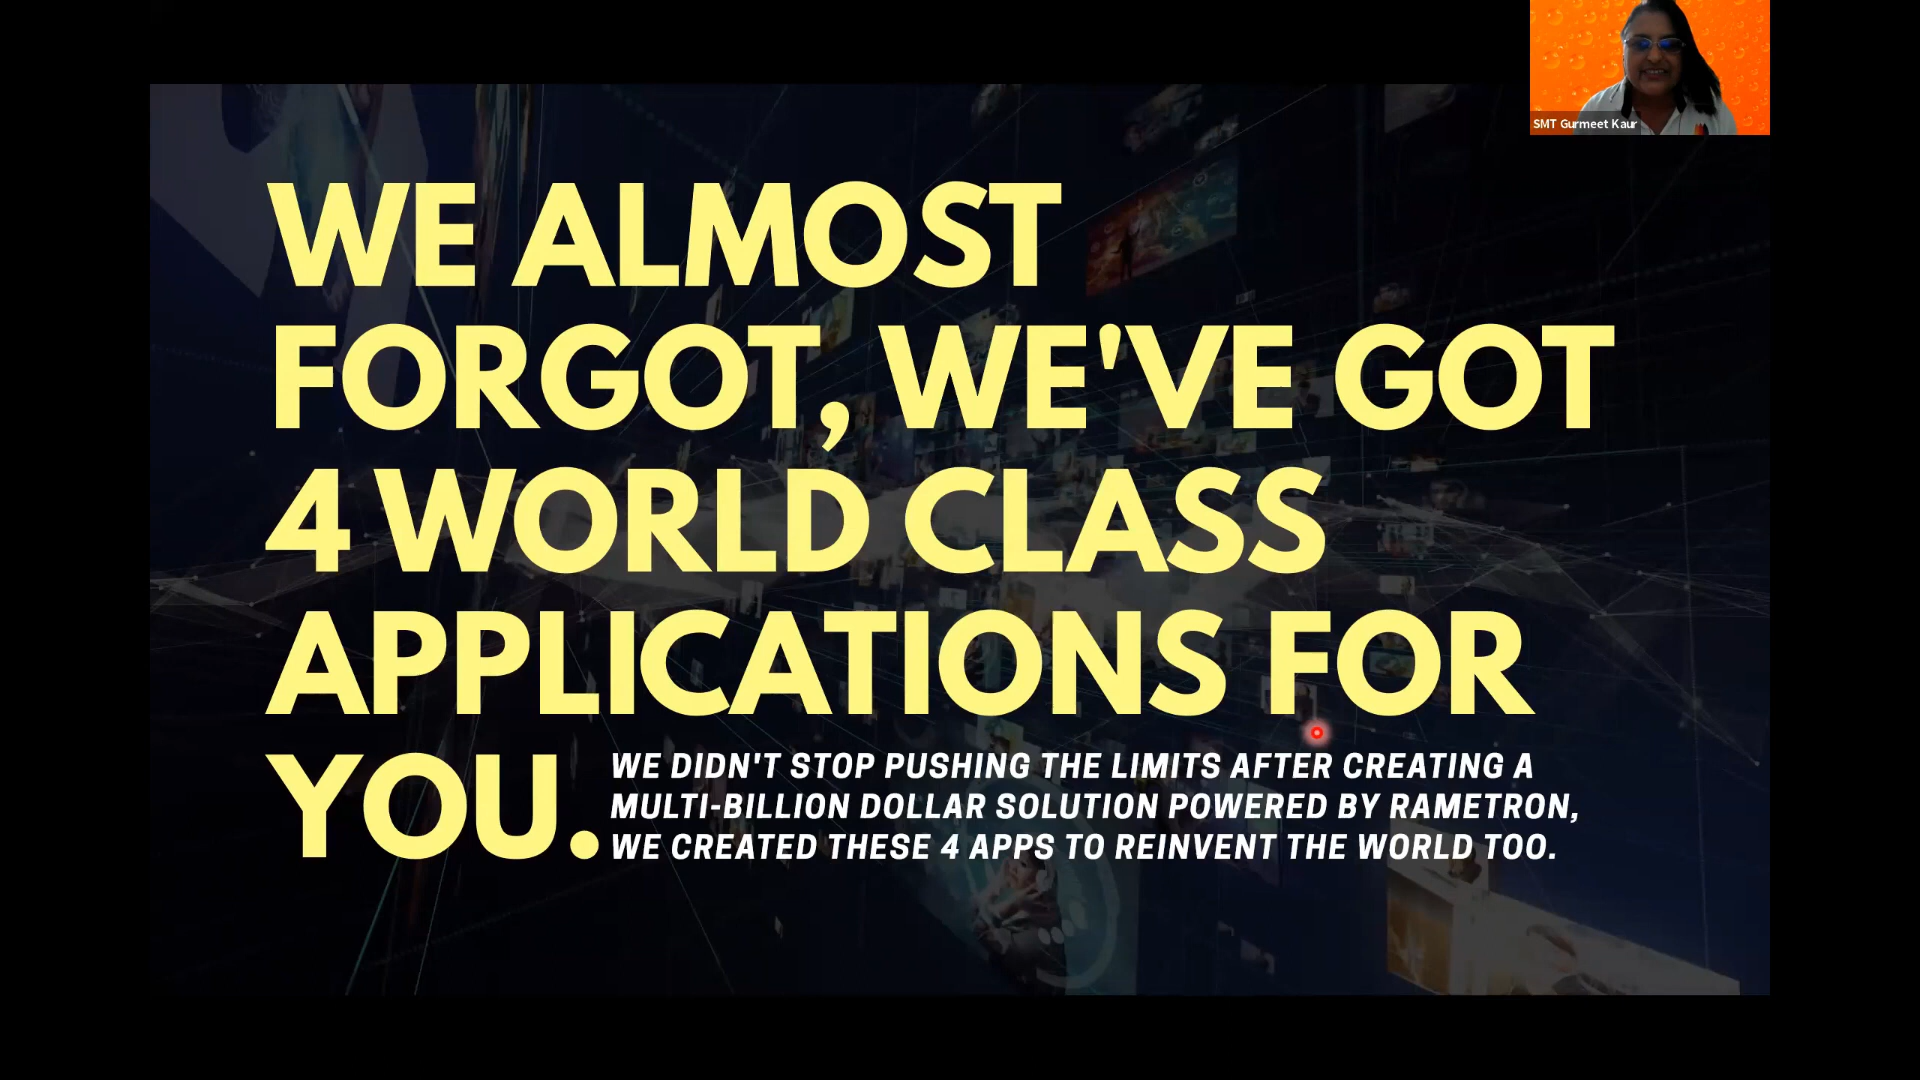 SMT Gurmeet Kaur
WE ALMOST
FORGOT, WE'VE GOT
4 WORLD CLASS
APPLICATIONS FOR
YOU.
WE DIDN'T STOP PUSHING THE LIMITS AFTER CREATING A
MULTI-BILLION DOLLAR SOLUTION POWERED BY RAMETRON,
WE CREATED THESE 4 APPS TO REINVENT THE WORLD TOO.